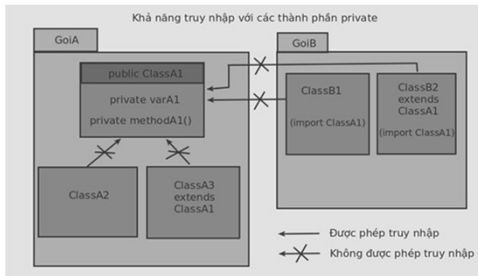 Khả năng truy nhập với các thành phần private
GoiA
public ClassA1
private varA1
private methodA1()
ClassA2
ClassA3
extends
ClassA1
GoiB
ClassB1
(import ClassA1)
ClassB2
extends
ClassA1
(import ClassA1)
Được phép truy nhập
Không được phép truy nhập